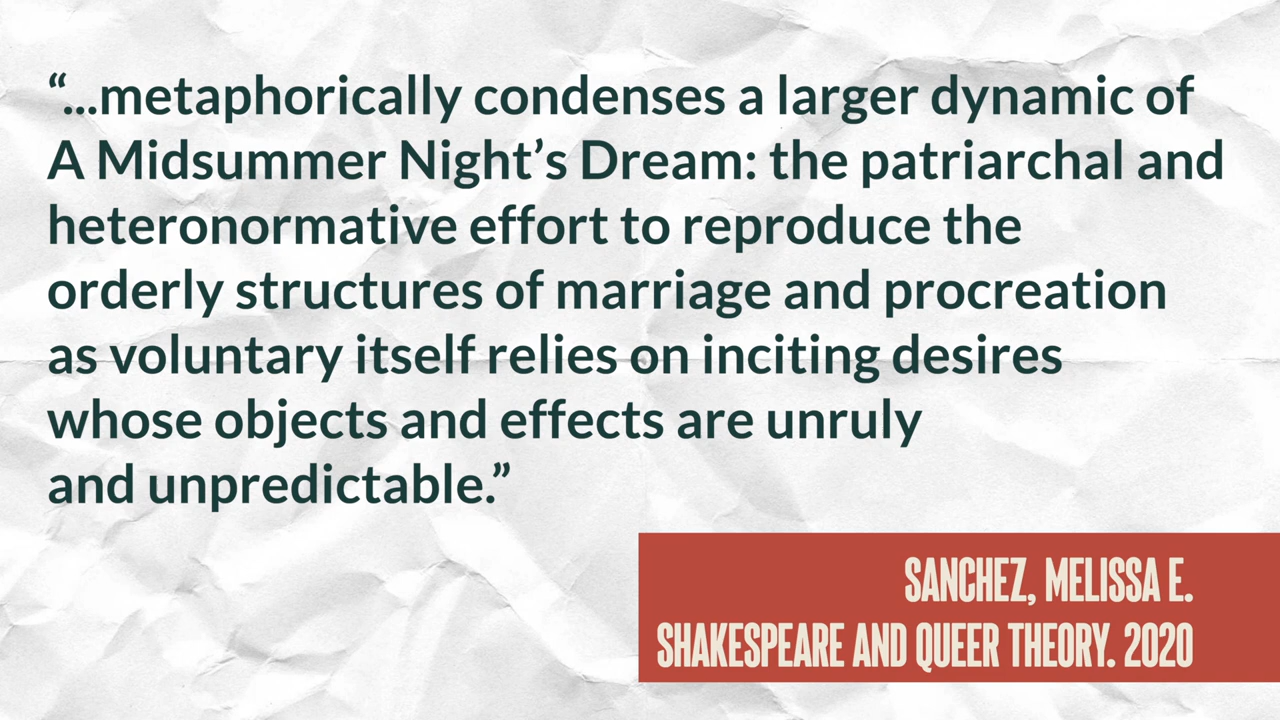 “...metaphorically condenses a larger dynamic of
A Midsummer Night’s Dream: the patriarchal and
heteronormative effort to reproduce the
orderly structures of marriage and procreation
as voluntary itself relies on inciting desires
whose objects and effects are unruly
and unpredictable.”
SANCHEZ, MELISSA E.
SHAKESPEARE AND QUEER THEORY. 2020